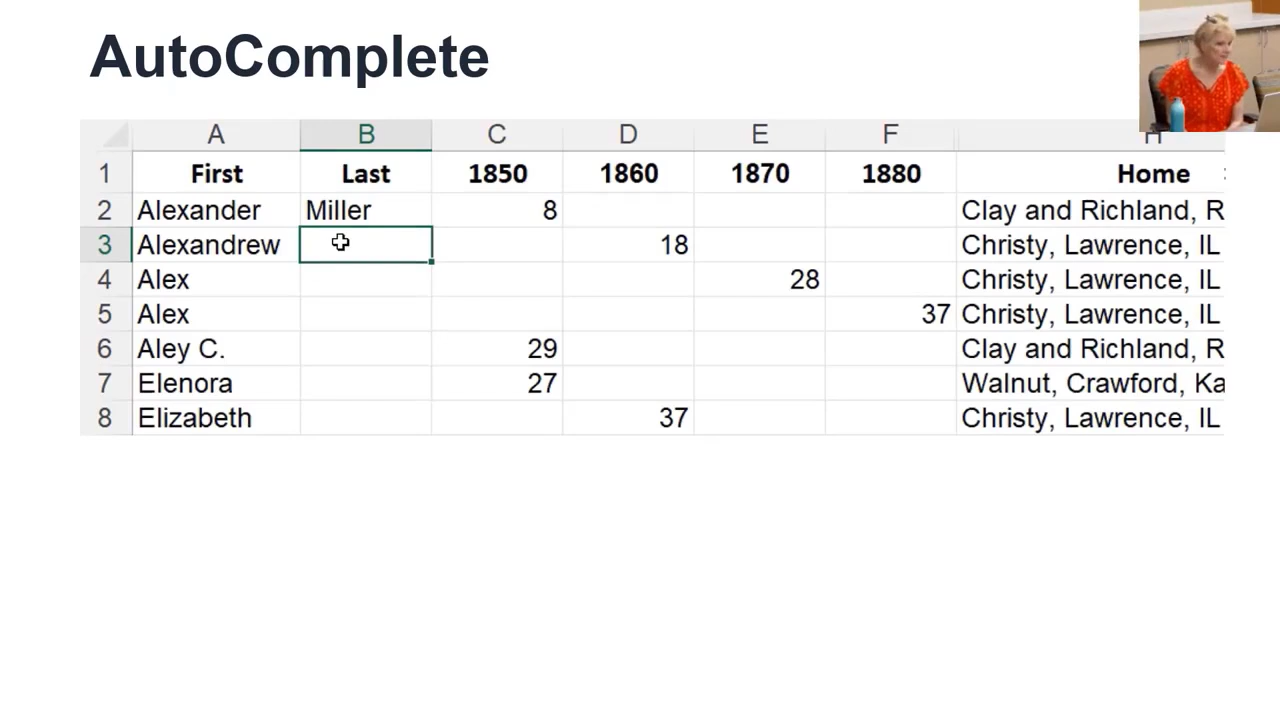 AutoComplete
A B C D E F H
1 First Last 1850 1860 1870 1880 Home
2 Alexander Miller 8 Clay and Richland, R
3 Alexandrew 18 Christy, Lawrence, IL
4 Alex 28 Christy, Lawrence, IL
5 Alex 37 Christy, Lawrence, IL
6 Aley C. 29 Clay and Richland, R
7 Elenora 27 Walnut, Crawford, Ka
8 Elizabeth 37 Christy, Lawrence, IL